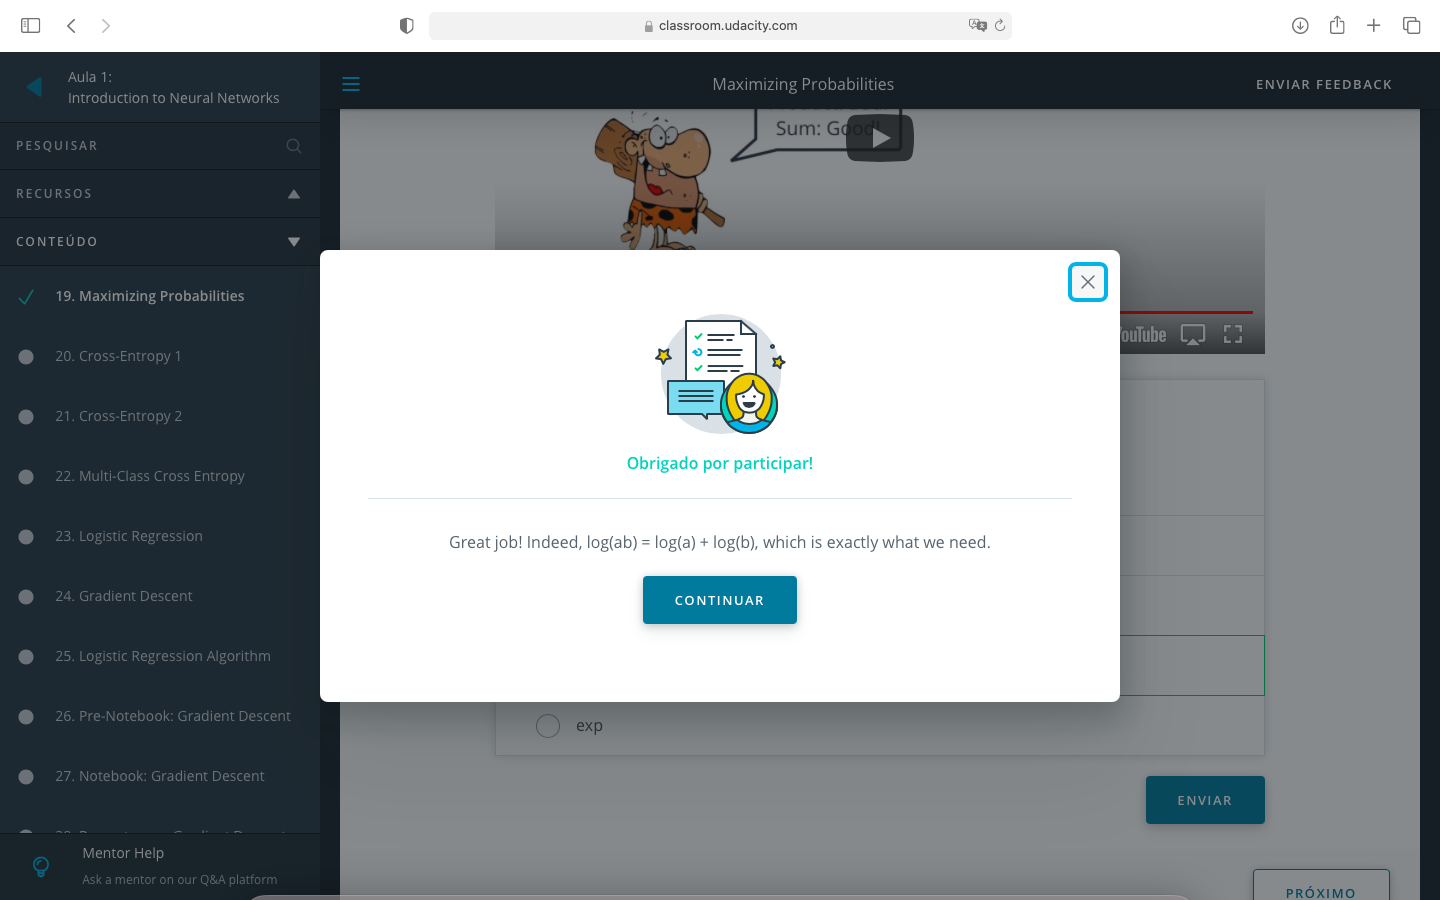 classroom.udacity.com
Aula 1:
Introduction to Neural Networks
Maximizing Probabilities
ENVIAR FEEDBACK
PESQUISAR
RECURSOS
CONTEÚDO
19. Maximizing Probabilities
20. Cross-Entropy 1
21. Cross-Entropy 2
22. Multi-Class Cross Entropy
23. Logistic Regression
24. Gradient Descent
25. Logistic Regression Algorithm
26. Pre-Notebook: Gradient Descent
27. Notebook: Gradient Descent
Mentor Help
Ask a mentor on our Q&A platform
Sum: Good!
YouTube
Obrigado por participar!
Great job! Indeed, log(ab) = log(a) + log(b), which is exactly what we need.
CONTINUAR
exp
ENVIAR
PRÓXIMO